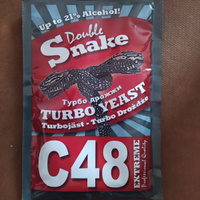 Up to 21% Alcohol!
Double
Snake
Турбо дрожжи
TURBO YEAST
Turbojäst - Turbo Drożdże
C48
EXTREME
Professional Quality